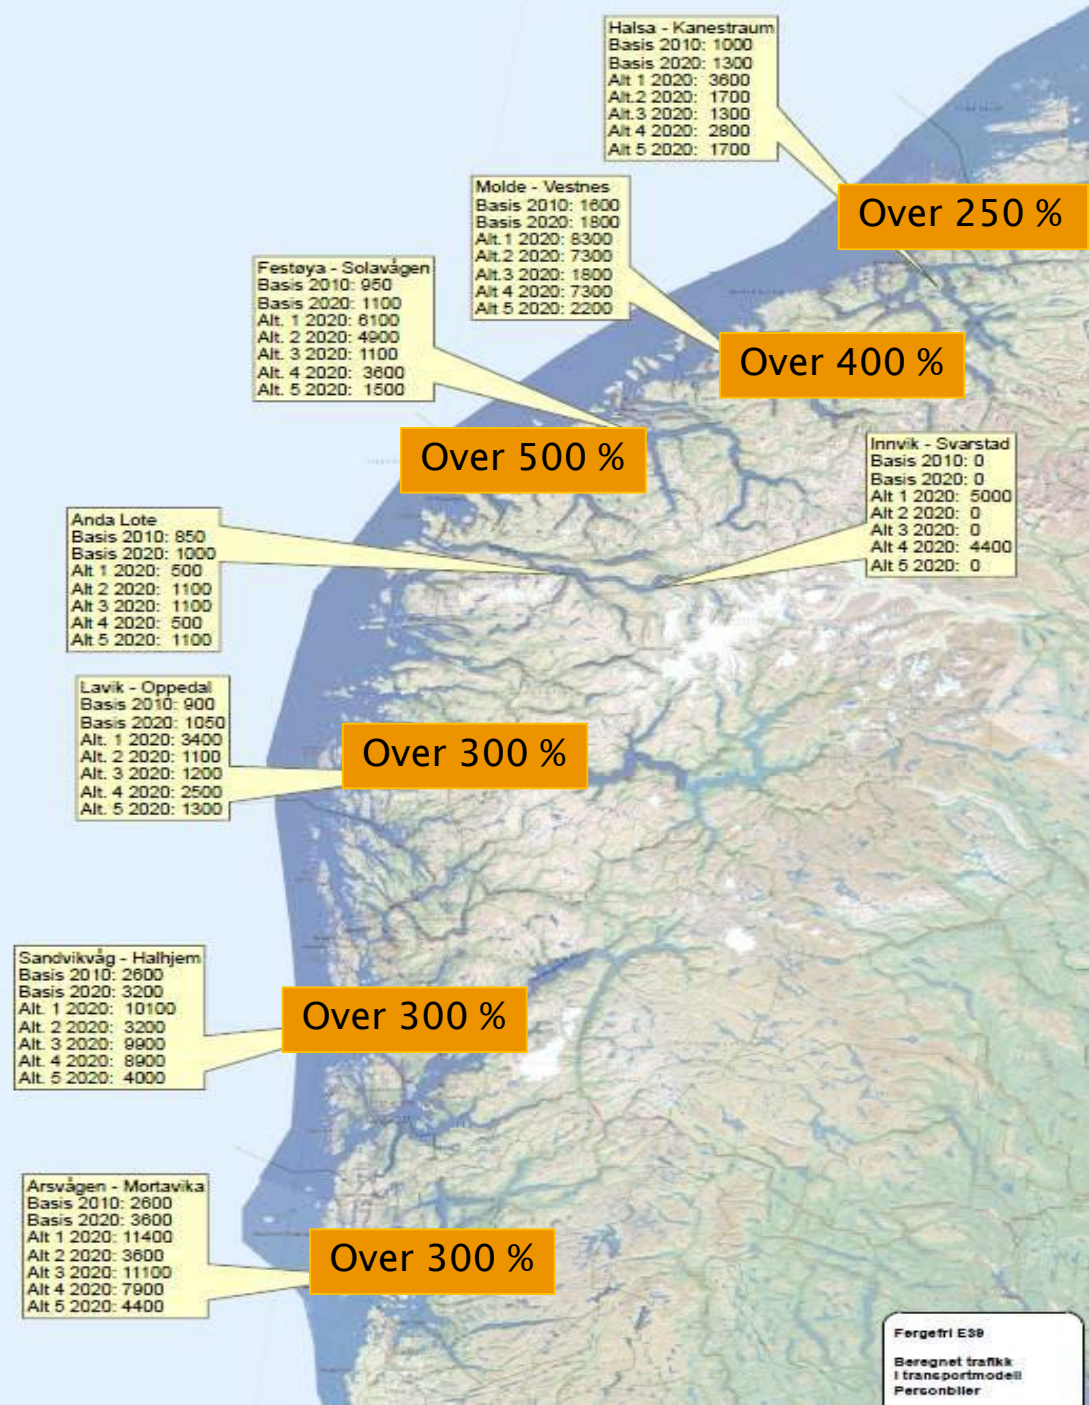 Halsa - Kanestraum
Basis 2010: 1000
Basis 2020: 1300
Alt 1 2020: 3600
Alt.2 2020: 1700
Alt.3 2020: 1300
Alt 4 2020: 2800
Alt 5 2020: 1700
Over 250 %
Molde - Vestnes
Basis 2010: 1600
Basis 2020: 1800
Alt.1 2020: 8300
Alt.2 2020: 7300
Alt.3 2020: 1800
Alt 4 2020: 7300
Alt 5 2020: 2200
Over 400 %
Festøya - Solavågen
Basis 2010: 950
Basis 2020: 1100
Alt. 1 2020: 6100
Alt. 2 2020: 4900
Alt. 3 2020: 1100
Alt. 4 2020: 3600
Alt. 5 2020: 1500
Over 500 %
Innvik - Svarstad
Basis 2010: 0
Basis 2020: 0
Alt 1 2020: 5000
Alt 2 2020: 0
Alt 3 2020: 0
Alt 4 2020: 4400
Alt 5 2020: 0
Anda Lote
Basis 2010: 850
Basis 2020: 1000
Alt 1 2020: 500
Alt 2 2020: 1100
Alt 3 2020: 1100
Alt 4 2020: 500
Alt 5 2020: 1100
Lavik - Oppedal
Basis 2010: 900
Basis 2020: 1050
Alt. 1 2020: 3400
Alt. 2 2020: 1100
Alt. 3 2020: 1200
Alt. 4 2020: 2500
Alt. 5 2020: 1300
Over 300 %
Sandvikvåg - Halhjem
Basis 2010: 2600
Basis 2020: 3200
Alt. 1 2020: 10100
Alt. 2 2020: 3200
Alt. 3 2020: 9900
Alt. 4 2020: 8900
Alt. 5 2020: 4000
Over 300 %
Arsvågen - Mortavika
Basis 2010: 2600
Basis 2020: 3600
Alt 1 2020: 11400
Alt 2 2020: 3600
Alt 3 2020: 11100
Alt 4 2020: 7900
Alt 5 2020: 4400
Over 300 %
Fergefri E39
Beregnet trafikk
i transportmodell
Personbiler